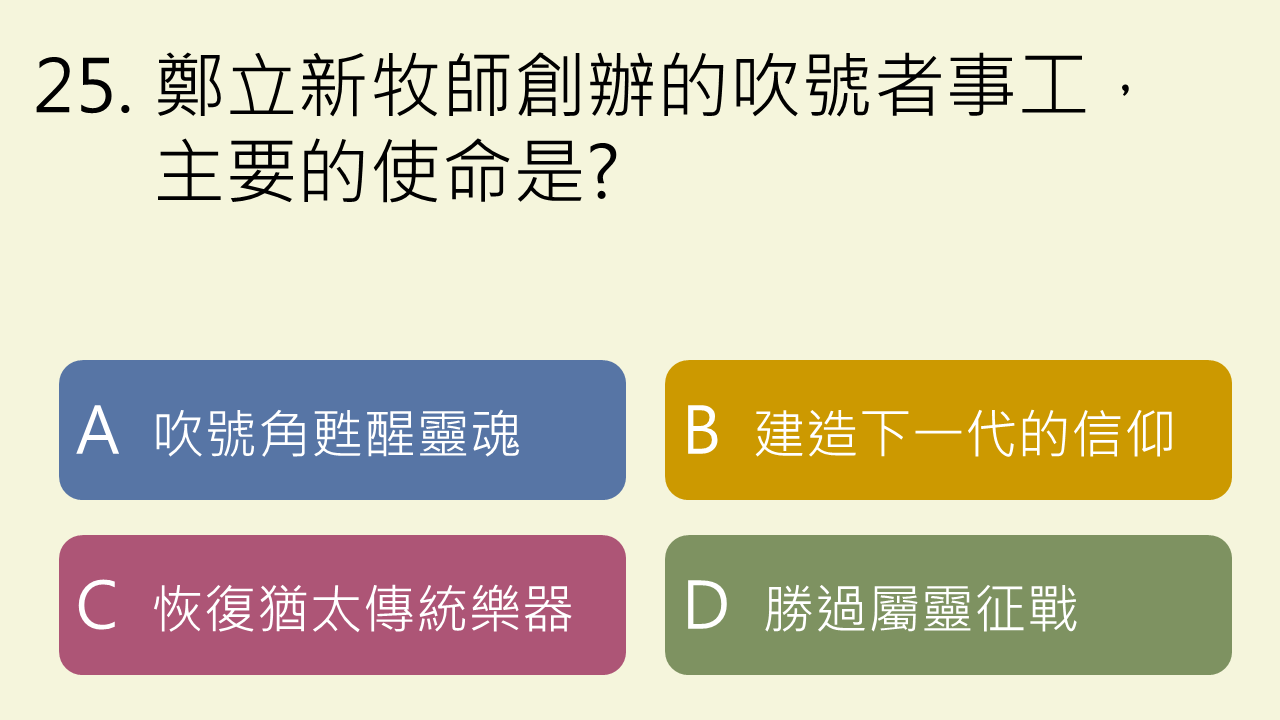 25. 鄭立新牧師創辦的吹號者事工，
主要的使命是?
A 吹號角甦醒靈魂
B 建造下一代的信仰
C 恢復猶太傳統樂器
D 勝過屬靈征戰